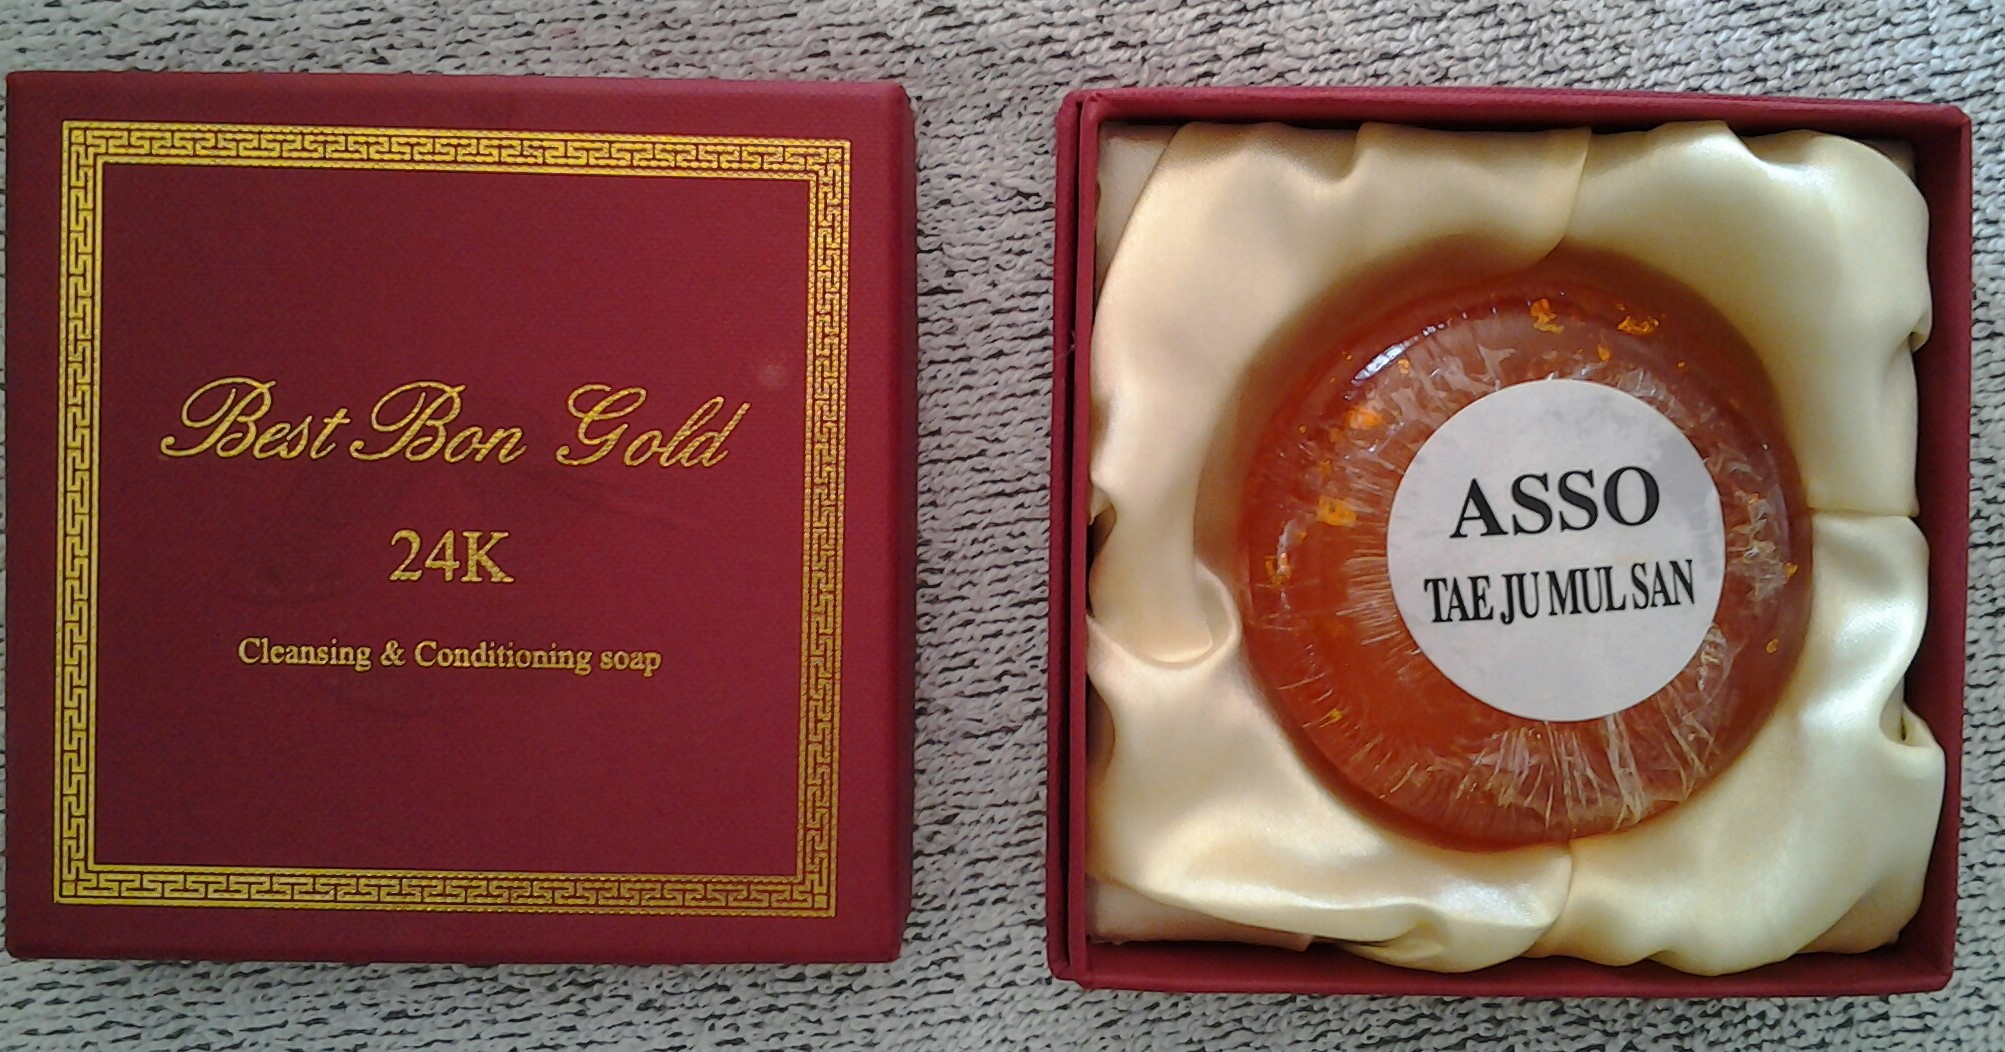 Best Bon Gold
24K
Cleansing & Conditioning soap
ASSO
TAE JU MUL SAN